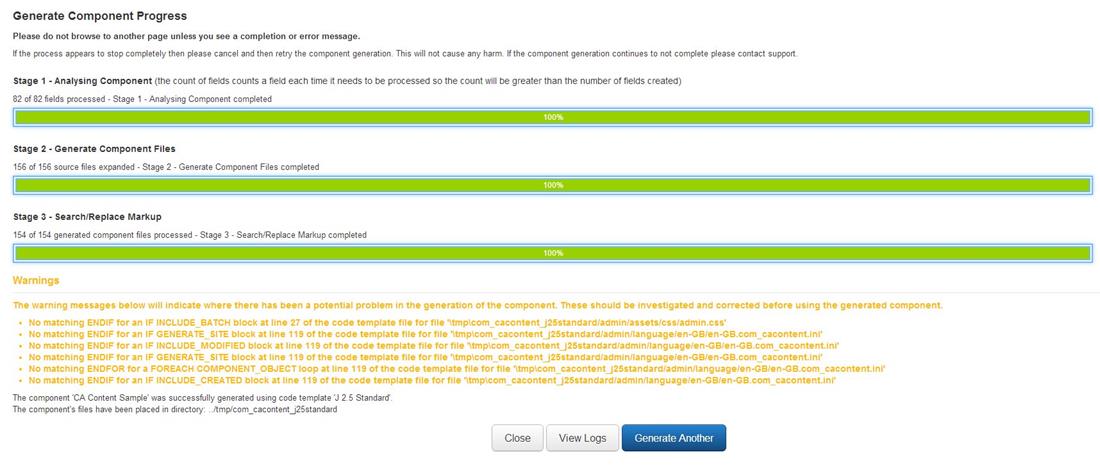 Generate Component Progress
Please do not browse to another page unless you see a completion or error message.
If the process appears to stop completely then please cancel and then retry the component generation. This will not cause any harm. If the component generation continues to not complete please contact support.
Stage 1 - Analysing Component (the count of fields counts a field each time it needs to be processed so the count will be greater than the number of fields created)
82 of 82 fields processed - Stage 1 - Analysing Component completed
100%
Stage 2 - Generate Component Files
156 of 156 source files expanded - Stage 2 - Generate Component Files completed
100%
Stage 3 - Search/Replace Markup
154 of 154 generated component files processed - Stage 3 - Search/Replace Markup completed
100%
Warnings
The warning messages below will indicate where there has been a potential problem in the generation of the component. These should be investigated and corrected before using the generated component.
• No matching ENDIF for an IF INCLUDE_BATCH block at line 27 of the code template file for file '\tmp\com_cacontent_j25standard/admin/assets/css/admin.css'
• No matching ENDIF for an IF GENERATE_SITE block at line 119 of the code template file for file '\tmp\com_cacontent_j25standard/admin/language/en-GB/en-GB.com_cacontent.ini'
• No matching ENDIF for an IF INCLUDE_MODIFIED block at line 119 of the code template file for file '\tmp\com_cacontent_j25standard/admin/language/en-GB/en-GB.com_cacontent.ini'
• No matching ENDIF for an IF GENERATE_SITE block at line 119 of the code template file for file '\tmp\com_cacontent_j25standard/admin/language/en-GB/en-GB.com_cacontent.ini'
• No matching ENDFOR for a FOREACH COMPONENT_OBJECT loop at line 119 of the code template file for file '\tmp\com_cacontent_j25standard/admin/language/en-GB/en-GB.com_cacontent.ini'
• No matching ENDIF for an IF INCLUDE_CREATED block at line 119 of the code template file for file '\tmp\com_cacontent_j25standard/admin/language/en-GB/en-GB.com_cacontent.ini'
The component 'CA Content Sample' was successfully generated using code template 'J 2.5 Standard'.
The component's files have been placed in directory: ../tmp/com_cacontent_j25standard
Close View Logs Generate Another